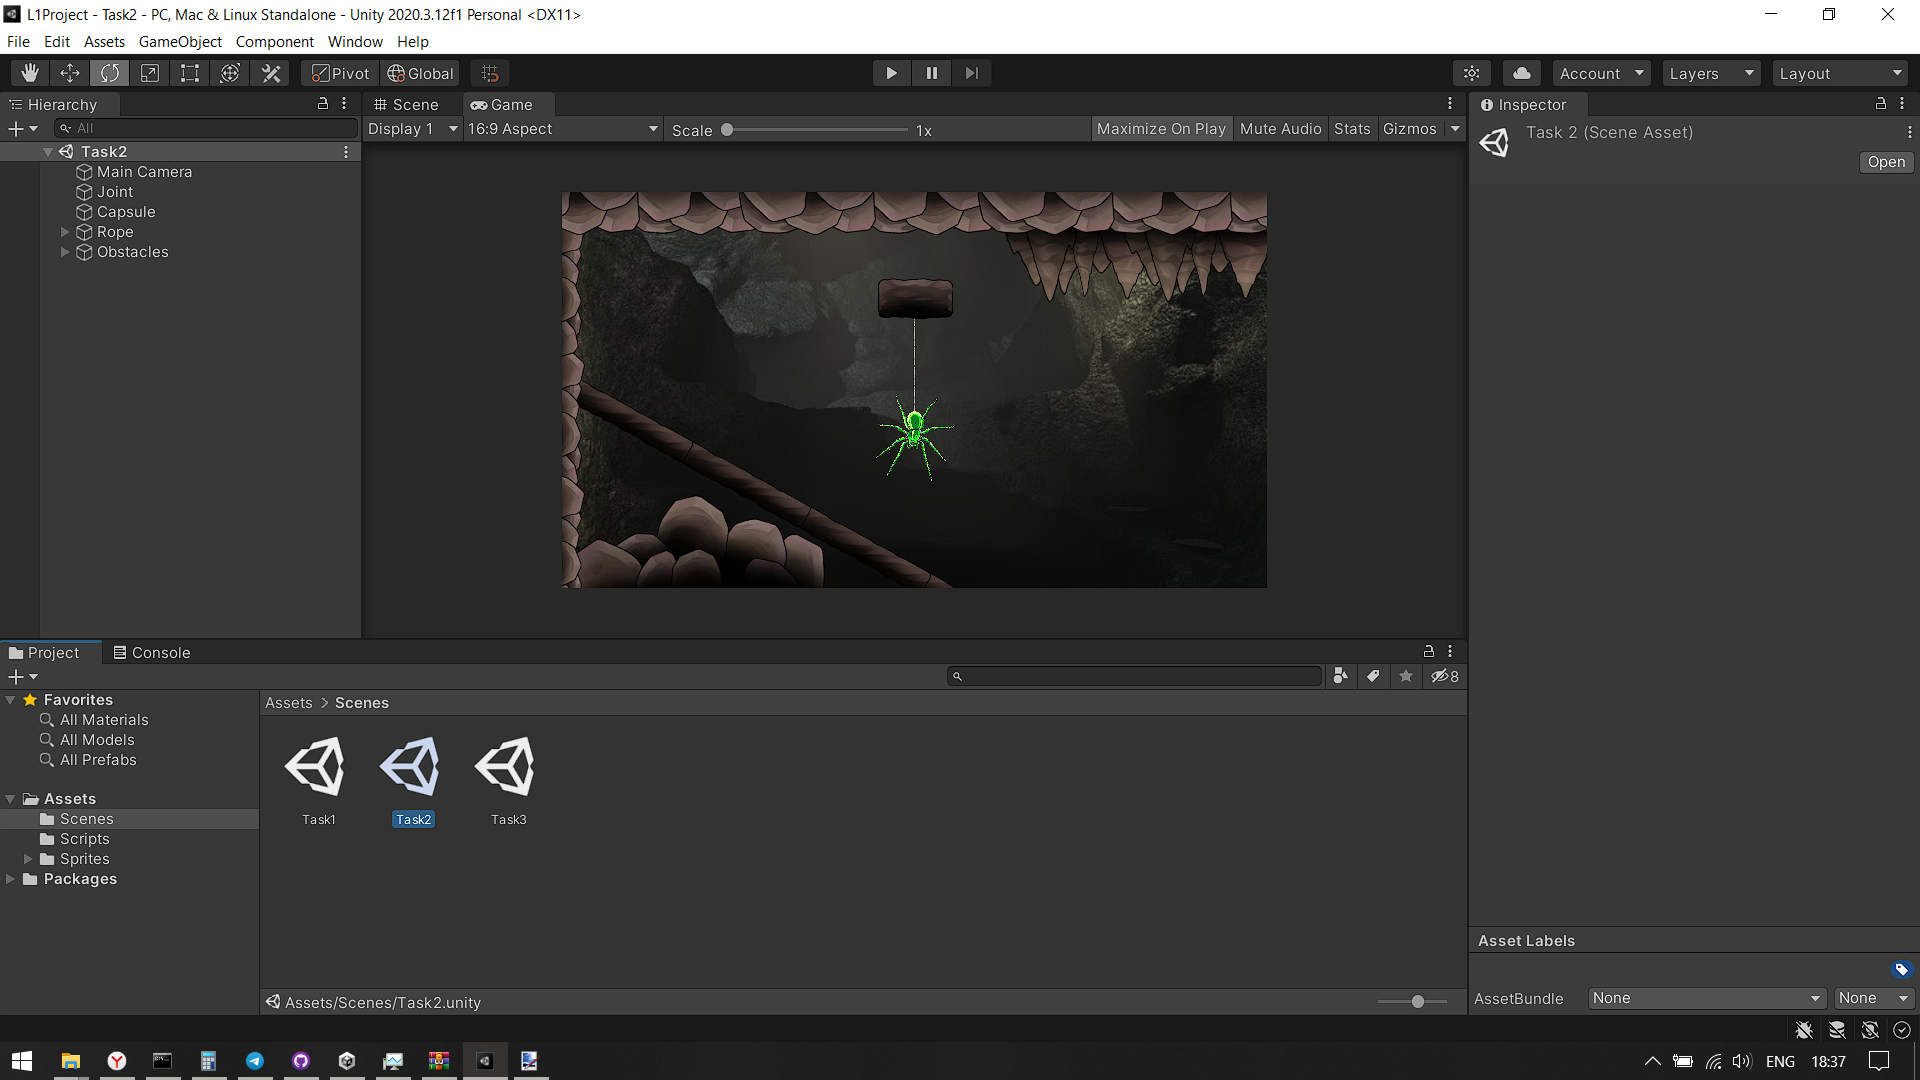 L1Project - Task2 - PC, Mac & Linux Standalone - Unity 2020.3.12f1 Personal <DX11>
File Edit Assets GameObject Component Window Help
Pivot Global Account Layers Layout
Hierarchy
All
Task2
Main Camera
Joint
Capsule
Rope
Obstacles
Scene Game
Display 1 16:9 Aspect Scale 1x Maximize On Play Mute Audio Stats Gizmos
Inspector
Task 2 (Scene Asset)
Open
Project Console
8
Favorites
All Materials
All Models
All Prefabs
Assets
Scenes
Scripts
Sprites
Packages
Assets > Scenes
Task1 Task2 Task3
Assets/Scenes/Task2.unity
Asset Labels
AssetBundle None None
ENG 18:37